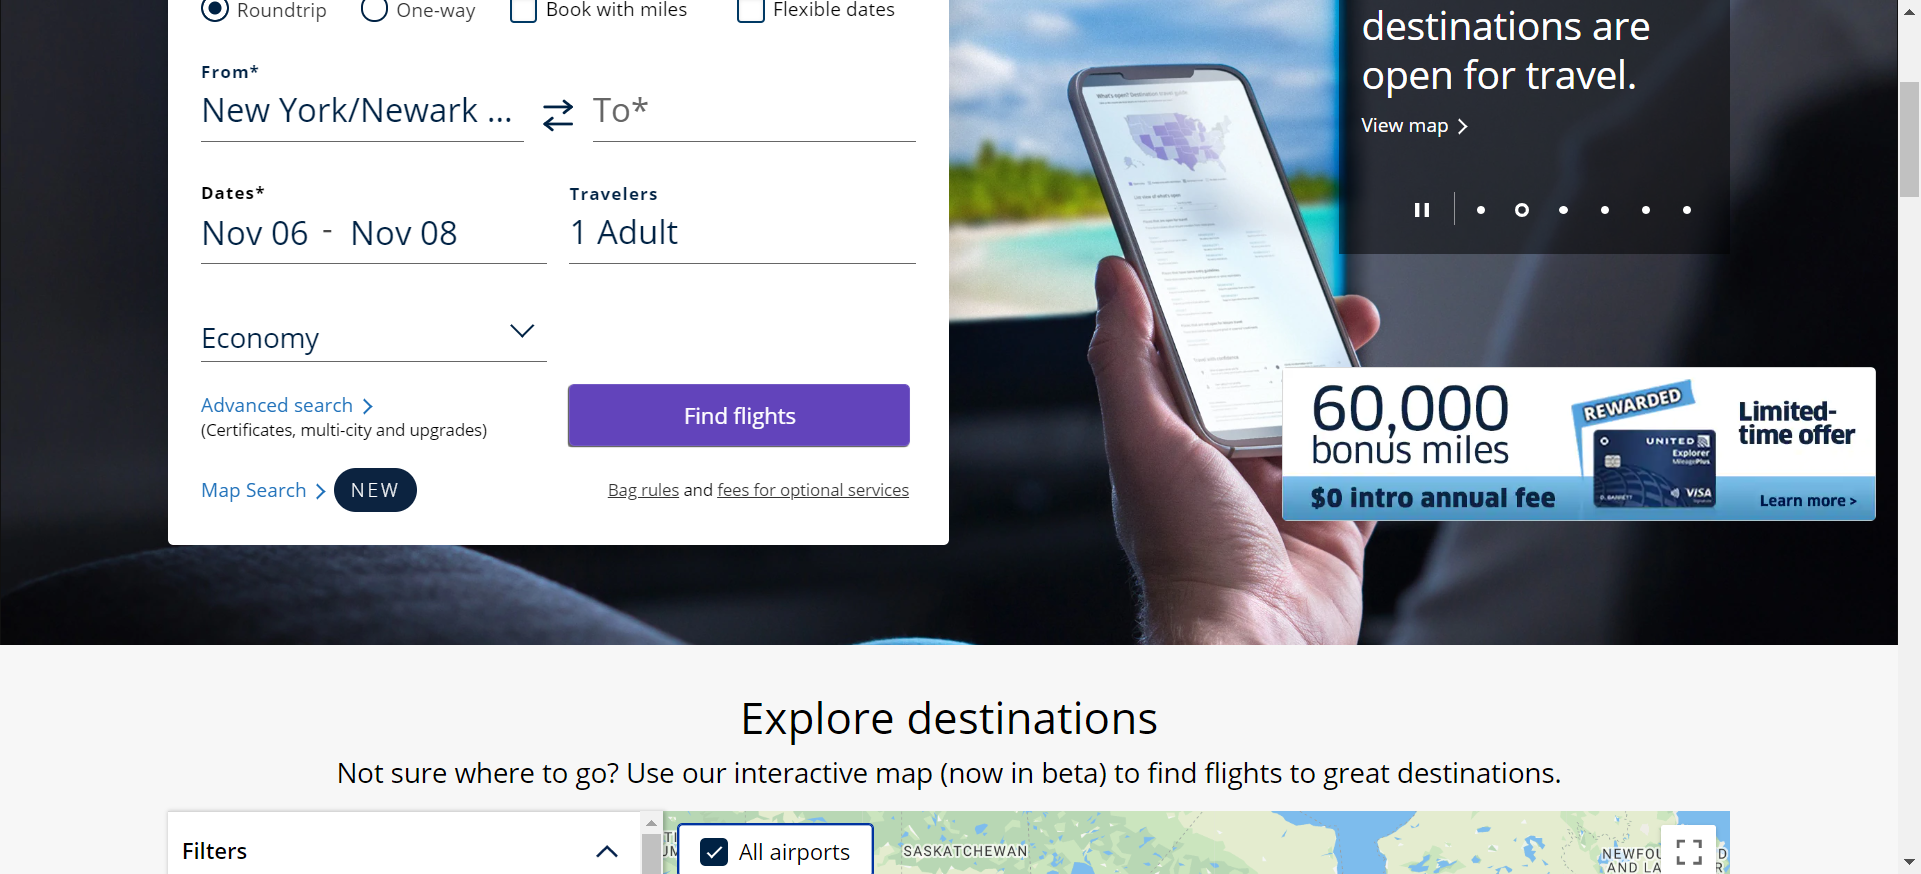 Roundtrip
One-way
Book with miles
Flexible dates
From*
New York/Newark ...
To*
Dates*
Nov 06 - Nov 08
Travelers
1 Adult
Economy
Advanced search
(Certificates, multi-city and upgrades)
Find flights
Map Search
NEW
Bag rules and fees for optional services
destinations are
open for travel.
View map
60,000
bonus miles
$0 intro annual fee
REWARDED
UNITED
Explorer
MileagePlus
VISA
Limited-
time offer
Learn more >
Explore destinations
Not sure where to go? Use our interactive map (now in beta) to find flights to great destinations.
Filters
All airports
SASKATCHEWAN